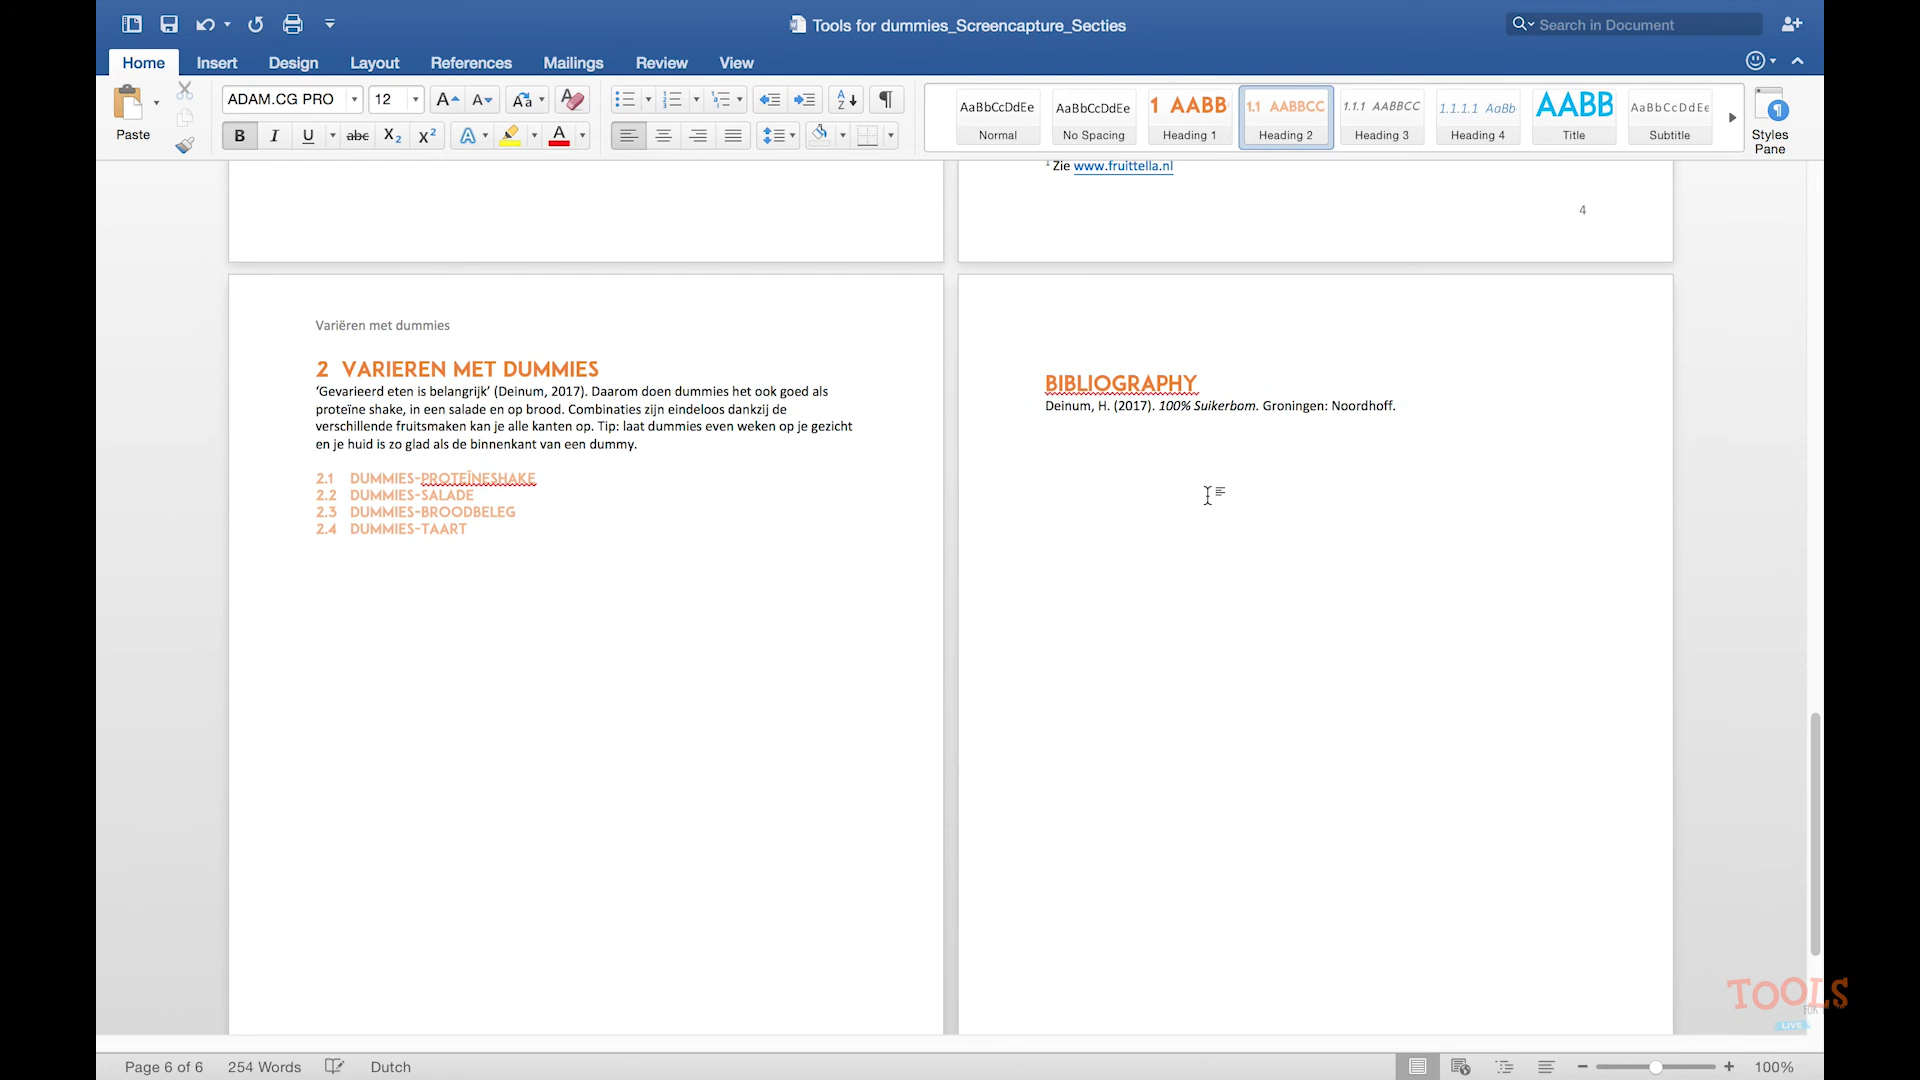 Tools for dummies_Screencapture_Secties
Search in Document
Home Insert Design Layout References Mailings Review View
Paste
ADAM.CG PRO 12
AaBbCcDdEe Normal
AaBbCcDdEe No Spacing
1 AABB Heading 1
1.1 AABBCC Heading 2
1.1.1 AABBCC Heading 3
1.1.1.1 AaBb Heading 4
AABB Title
AaBbCcDdEe Subtitle
Styles Pane
1 Zie www.fruittella.nl
4
Variëren met dummies
2 VARIEREN MET DUMMIES
‘Gevarieerd eten is belangrijk’ (Deinum, 2017). Daarom doen dummies het ook goed als
proteïne shake, in een salade en op brood. Combinaties zijn eindeloos dankzij de
verschillende fruitsmaken kan je alle kanten op. Tip: laat dummies even weken op je gezicht
en je huid is zo glad als de binnenkant van een dummy.
2.1 DUMMIES-PROTEÏNESHAKE
2.2 DUMMIES-SALADE
2.3 DUMMIES-BROODBELEG
2.4 DUMMIES-TAART
BIBLIOGRAPHY
Deinum, H. (2017). 100% Suikerbom. Groningen: Noordhoff.
TOOLS
FOR
LIVE
Page 6 of 6 254 Words Dutch 100%